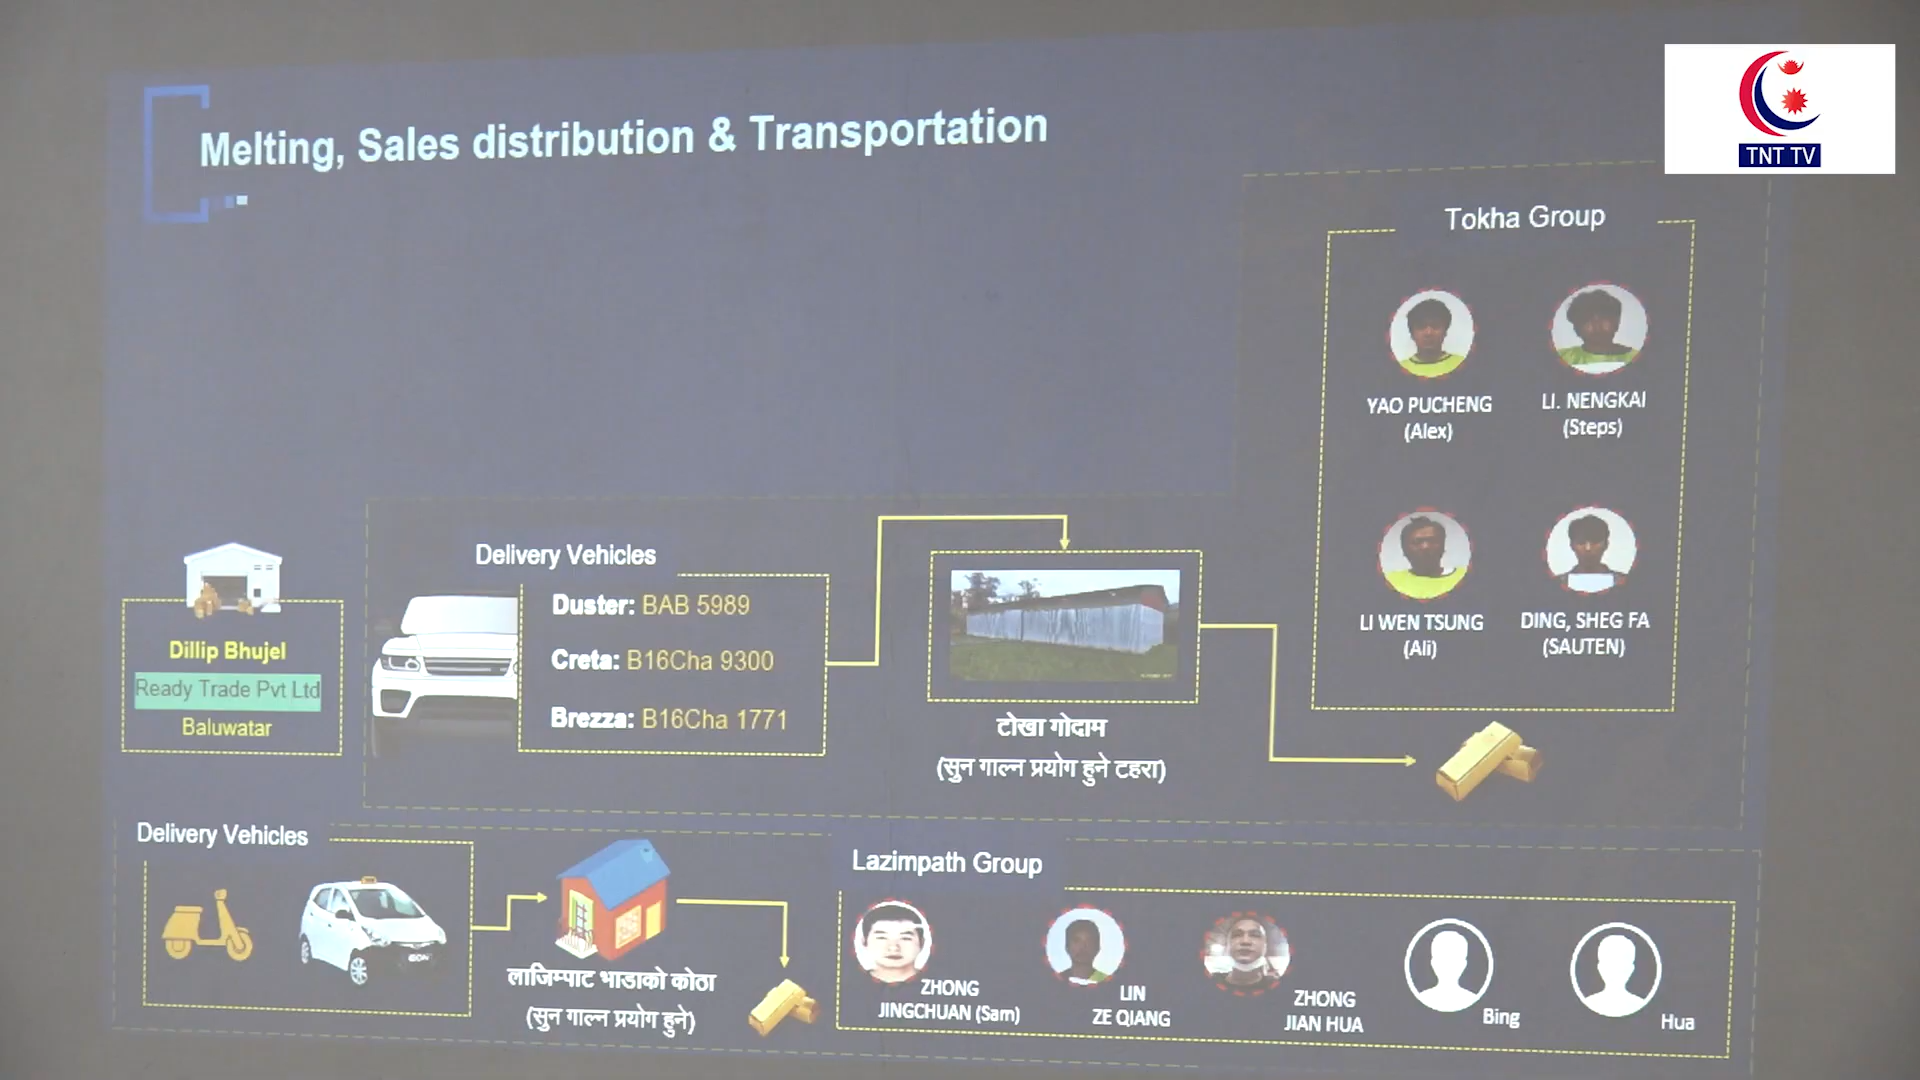 TNT TV
Melting, Sales distribution & Transportation
Tokha Group
YAO PUCHENG
(Alex)
LI. NENGKAI
(Steps)
LI WEN TSUNG
(Ali)
DING, SHEG FA
(SAUTEN)
Delivery Vehicles
Duster: BAB 5989
Creta: B16Cha 9300
Brezza: B16Cha 1771
Dillip Bhujel
Ready Trade Pvt Ltd
Baluwatar
टोखा गोदाम
(सुन गाल्न प्रयोग हुने टहरा)
Delivery Vehicles
लाजिम्पाट भाडाको कोठा
(सुन गाल्न प्रयोग हुने)
Lazimpath Group
ZHONG
JINGCHUAN (Sam)
LIN
ZE QIANG
ZHONG
JIAN HUA
Bing
Hua